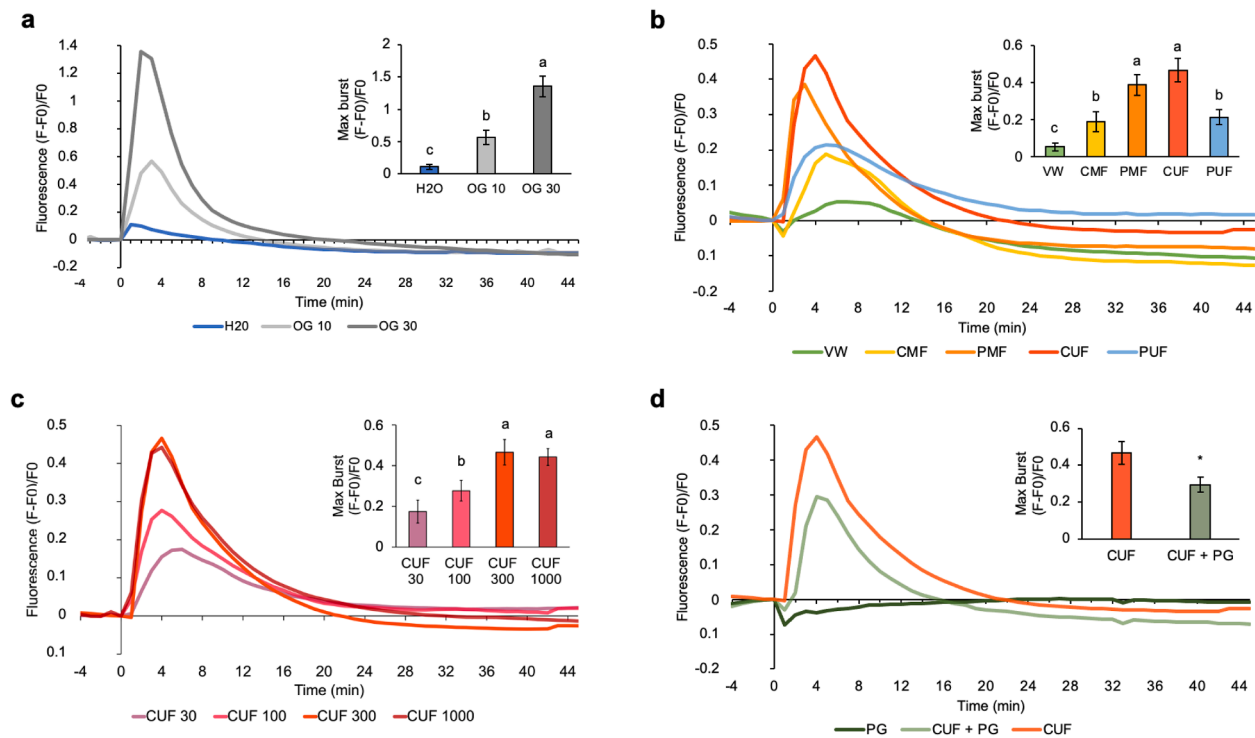 a
Fluorescence (F-F0)/F0
1.4
1.2
1
0.8
0.6
0.4
0.2
0
-0.2
-4 0 4 8 12 16 20 24 28 32 36 40 44
Time (min)
H20 OG 10 OG 30
Max burst
(F-F0)/F0
2
1.5
1
0.5
0
c b a
H2O OG 10 OG 30
b
Fluorescence (F-F0)/F0
0.5
0.4
0.3
0.2
0.1
0
0.1
0.2
-4 0 4 8 12 16 20 24 28 32 36 40 44
Time (min)
VW CMF PMF CUF PUF
Max burst
(F-F0)/F0
0.6
0.4
0.2
0
c b a a b
VW CMF PMF CUF PUF
c
Fluorescence (F-F0)/F0
0.5
0.4
0.3
0.2
0.1
0
0.1
-4 0 4 8 12 16 20 24 28 32 36 40 44
Time (min)
CUF 30 CUF 100 CUF 300 CUF 1000
Max Burst
(F-F0)/F0
0.6
0.4
0.2
0
c b a a
CUF CUF CUF CUF
30 100 300 1000
d
Fluorescence (F-F0)/F0
0.5
0.4
0.3
0.2
0.1
0
0.1
-0.2
-4 0 4 8 12 16 20 24 28 32 36 40 44
Time (min)
PG CUF + PG CUF
Max Burst
(F-F0)/F0
0.6
0.4
0.2
0
*
CUF CUF + PG